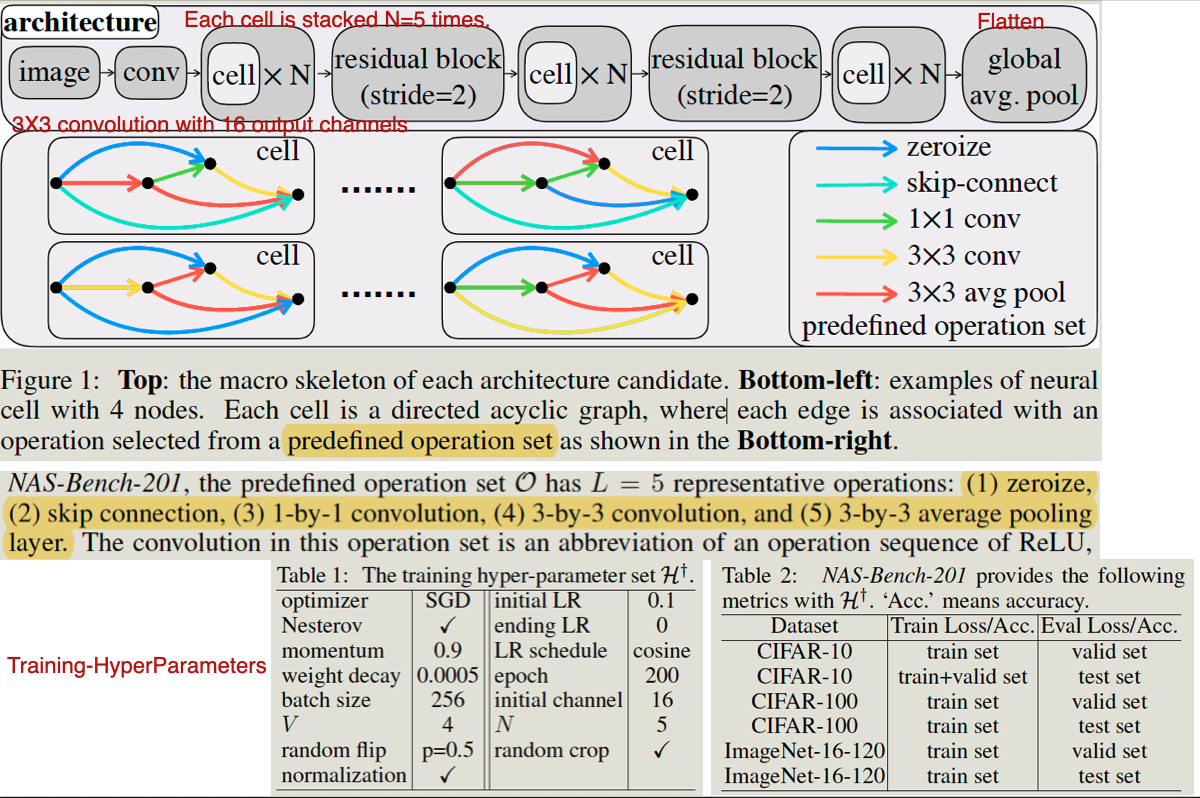 architecture
Each cell is stacked N=5 times.
Flatten
image
conv
cell × N
residual block
(stride=2)
cell × N
residual block
(stride=2)
cell × N
global
avg. pool
3X3 convolution with 16 output channels
cell
.......
cell
cell
.......
cell
zeroize
skip-connect
1×1 conv
3×3 conv
3×3 avg pool
predefined operation set
Figure 1: Top: the macro skeleton of each architecture candidate. Bottom-left: examples of neural
cell with 4 nodes. Each cell is a directed acyclic graph, where each edge is associated with an
operation selected from a predefined operation set as shown in the Bottom-right.
NAS-Bench-201, the predefined operation set O has L = 5 representative operations: (1) zeroize,
(2) skip connection, (3) 1-by-1 convolution, (4) 3-by-3 convolution, and (5) 3-by-3 average pooling
layer. The convolution in this operation set is an abbreviation of an operation sequence of ReLU,
Training-HyperParameters
Table 1: The training hyper-parameter set H†.
optimizer SGD initial LR 0.1
Nesterov ✓ ending LR 0
momentum 0.9 LR schedule cosine
weight decay 0.0005 epoch 200
batch size 256 initial channel 16
V 4 N 5
random flip p=0.5 random crop ✓
normalization ✓
Table 2: NAS-Bench-201 provides the following
metrics with H†. ‘Acc.’ means accuracy.
Dataset Train Loss/Acc. Eval Loss/Acc.
CIFAR-10 train set valid set
CIFAR-10 train+valid set test set
CIFAR-100 train set valid set
CIFAR-100 train set test set
ImageNet-16-120 train set valid set
ImageNet-16-120 train set test set